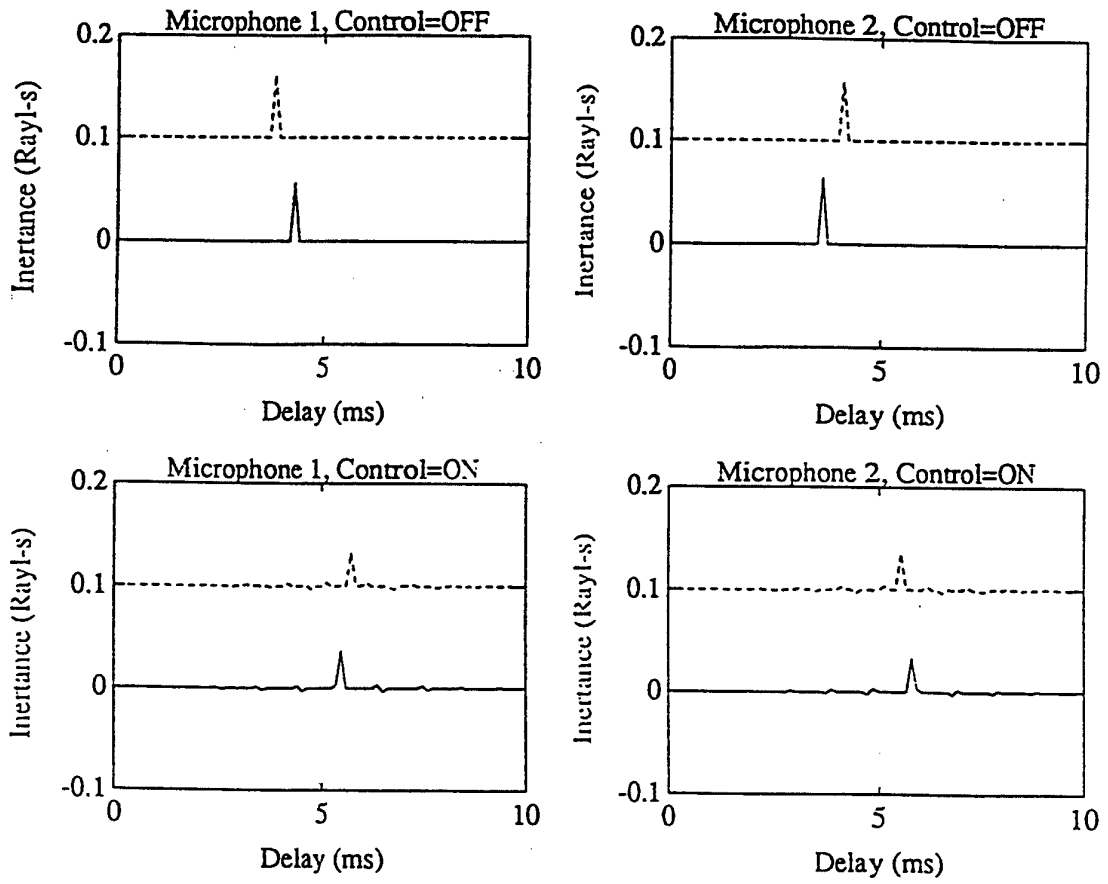 Microphone 1, Control=OFF
0.2
0.1
0
-0.1
Inertance (Rayl-s)
0 5 10
Delay (ms)
Microphone 2, Control=OFF
0.2
0.1
0
-0.1
Inertance (Rayl-s)
0 5 10
Delay (ms)
Microphone 1, Control=ON
0.2
0.1
0
-0.1
Inertance (Rayl-s)
0 5 10
Delay (ms)
Microphone 2, Control=ON
0.2
0.1
0
-0.1
Inertance (Rayl-s)
0 5 10
Delay (ms)